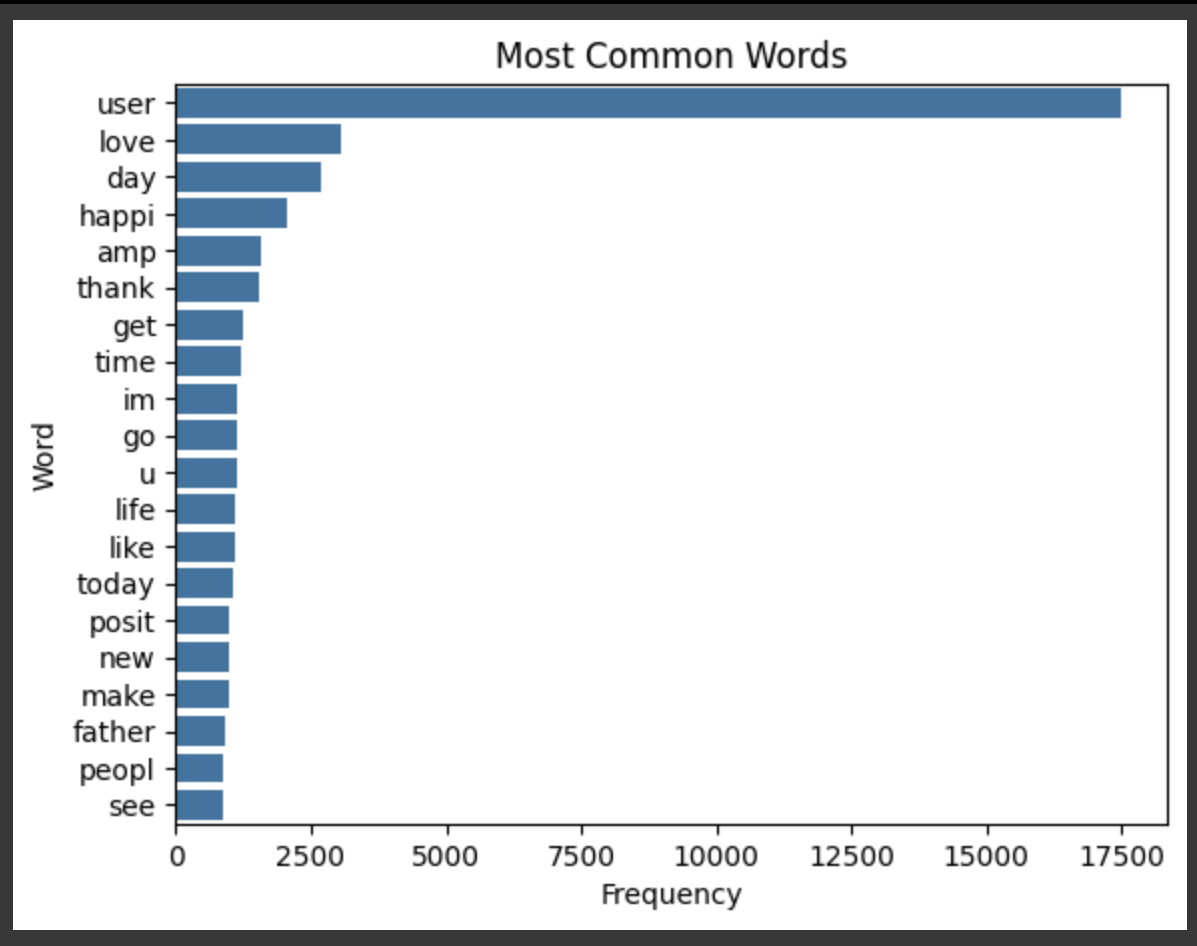 Most Common Words
user
love
day
happi
amp
thank
get
time
im
go
u
life
like
today
posit
new
make
father
peopl
see
Word
0 2500 5000 7500 10000 12500 15000 17500
Frequency